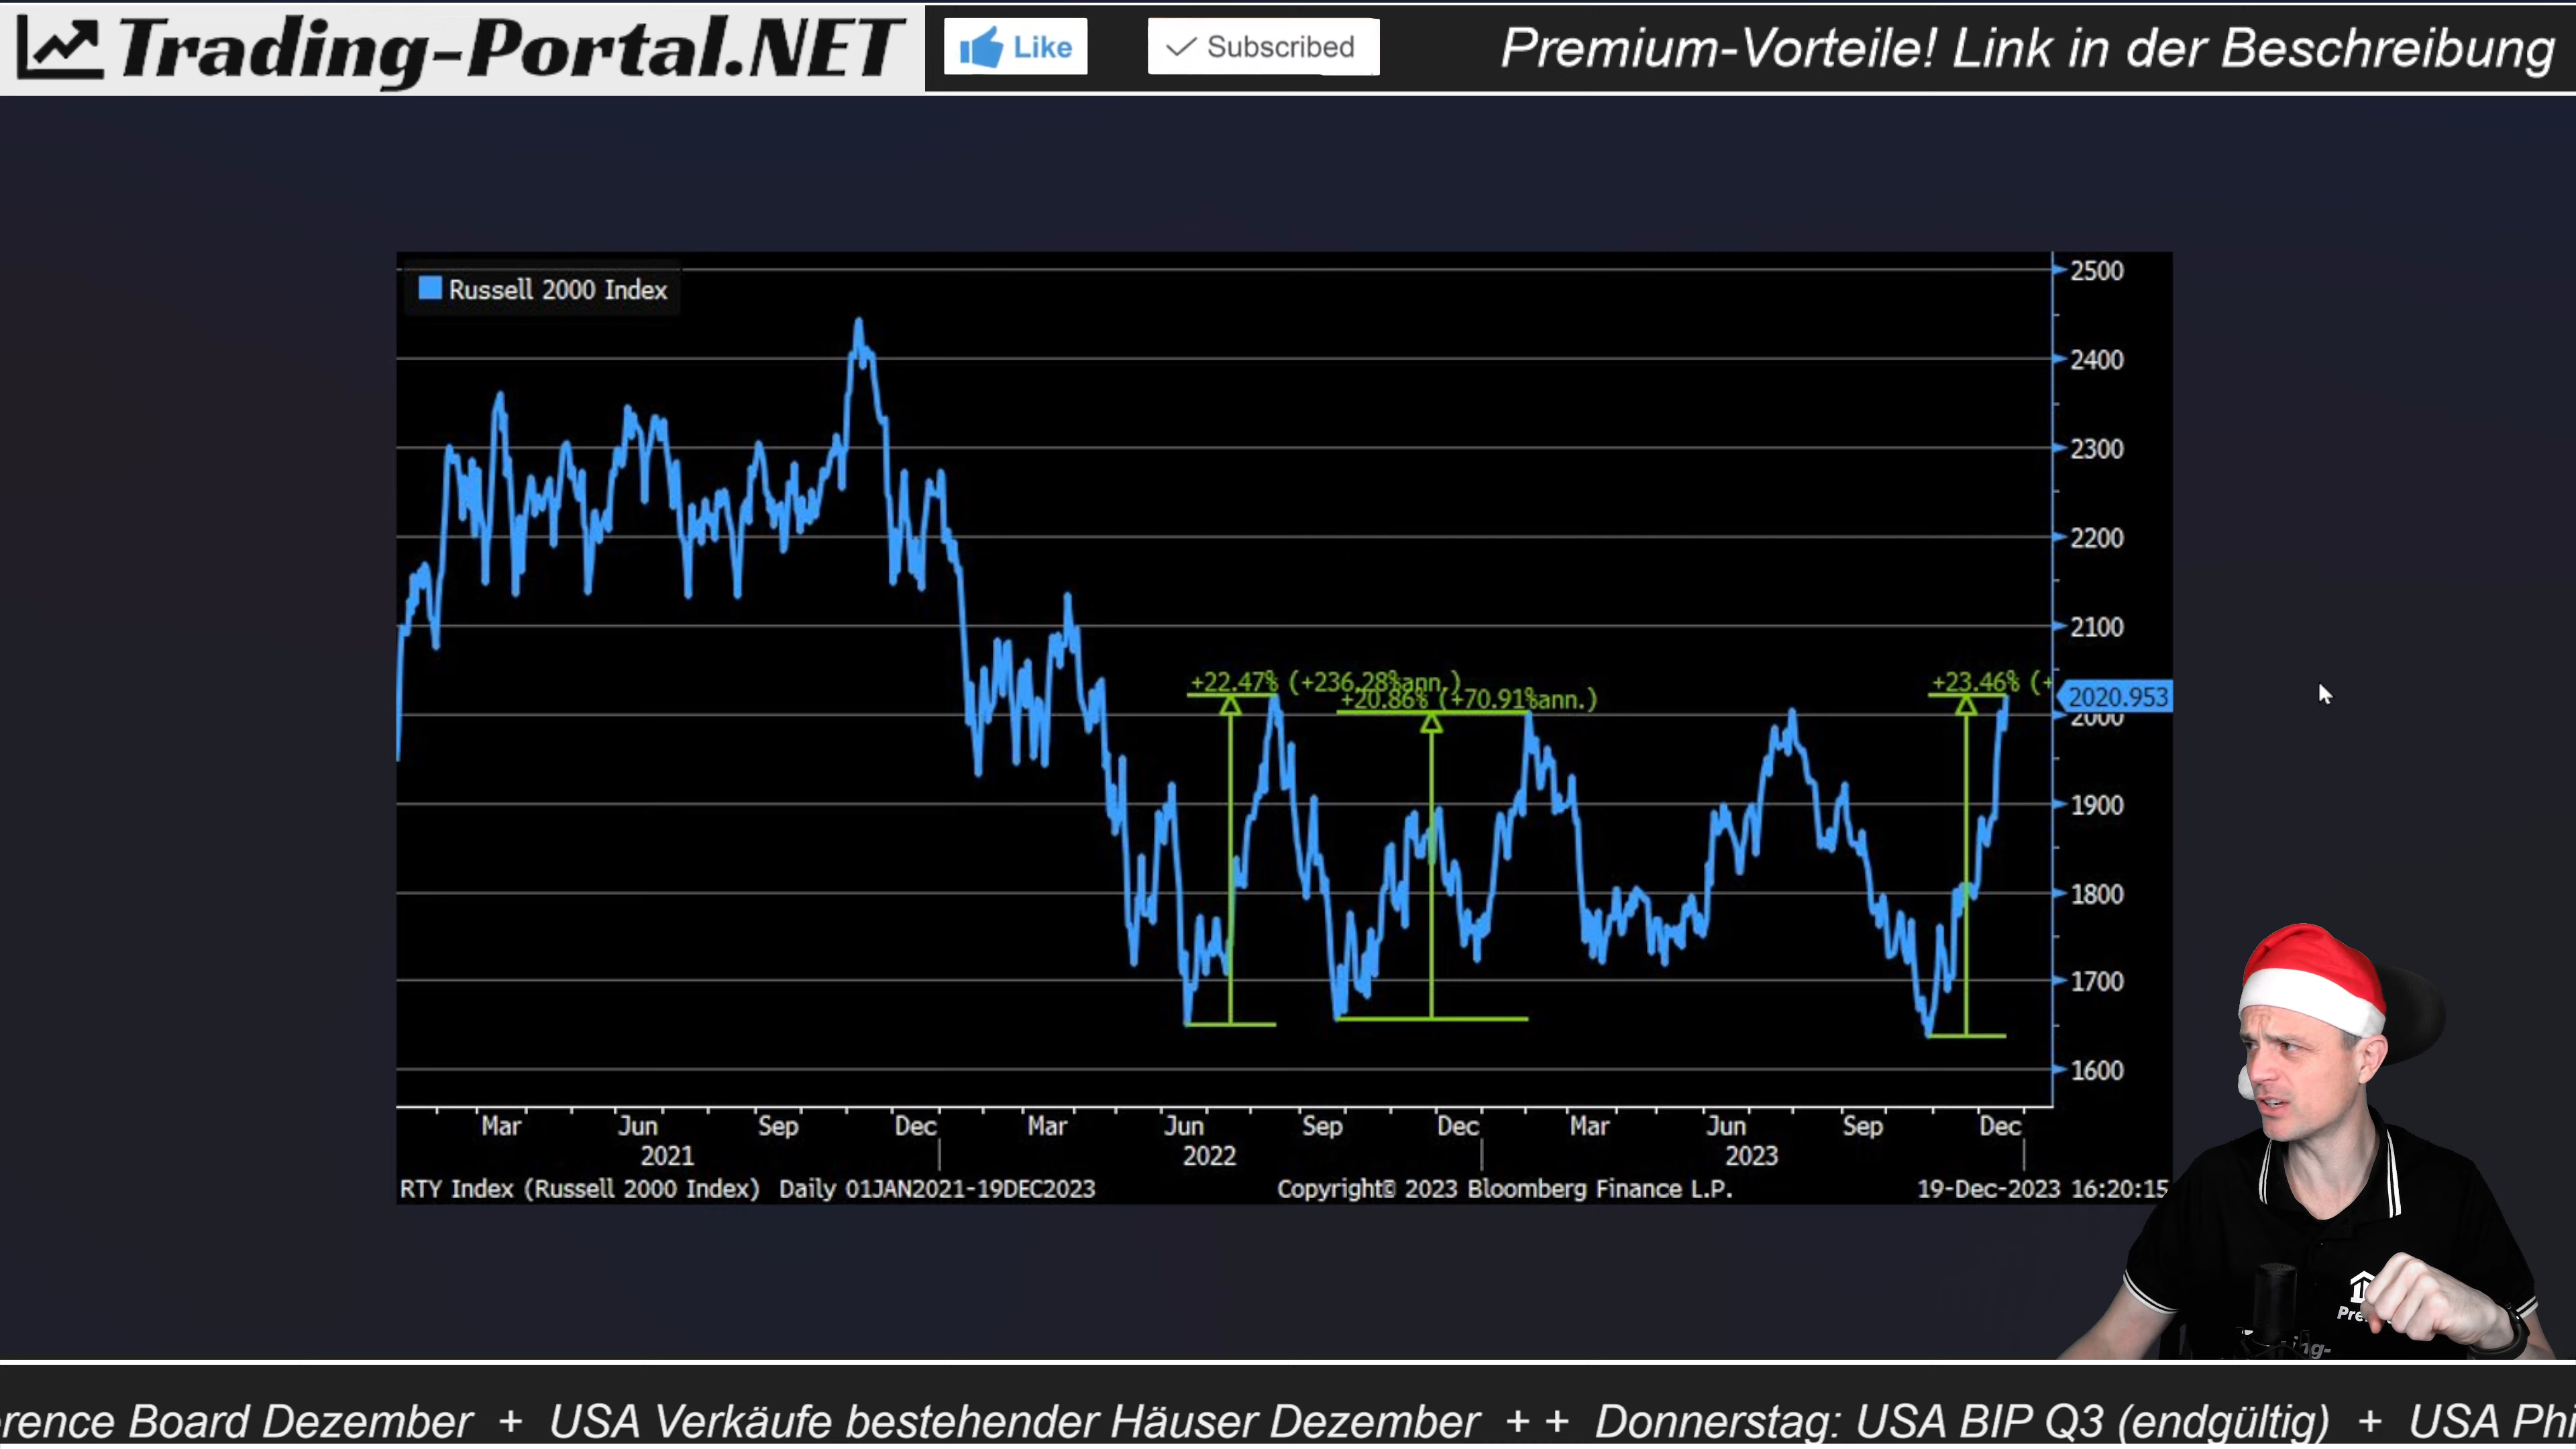 Trading-Portal.NET
Like
Subscribed
Premium-Vorteile! Link in der Beschreibung
Russell 2000 Index
2500
2400
2300
2200
2100
+22.47% (+236.28%ann.)
+20.86% (+70.91%ann.)
+23.46% (+
2020.953
2000
1900
1800
1700
1600
Mar Jun Sep Dec Mar Jun Sep Dec Mar Jun Sep Dec
2021 2022 2023
RTY Index (Russell 2000 Index) Daily 01JAN2021-19DEC2023 Copyright© 2023 Bloomberg Finance L.P. 19-Dec-2023 16:20:15
rence Board Dezember + USA Verkäufe bestehender Häuser Dezember + + Donnerstag: USA BIP Q3 (endgültig) + USA Phi